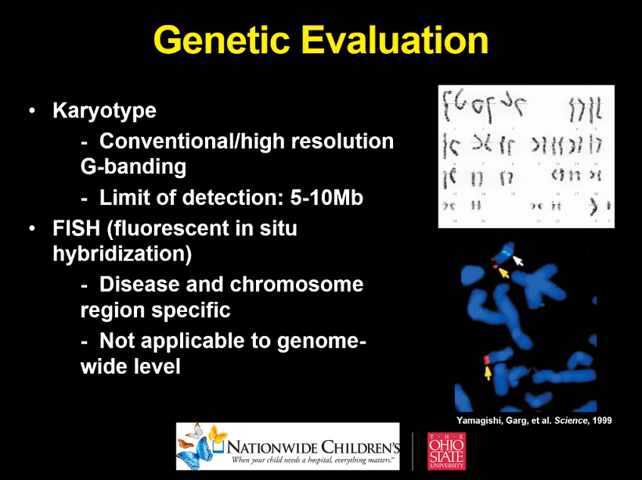 Genetic Evaluation
• Karyotype
- Conventional/high resolution
G-banding
- Limit of detection: 5-10Mb
• FISH (fluorescent in situ
hybridization)
- Disease and chromosome
region specific
- Not applicable to genome-
wide level
Yamagishi, Garg, et al. Science, 1999
NATIONWIDE CHILDREN'S
When your child needs a hospital, everything matters.
T·H·E
OHIO
STATE
UNIVERSITY